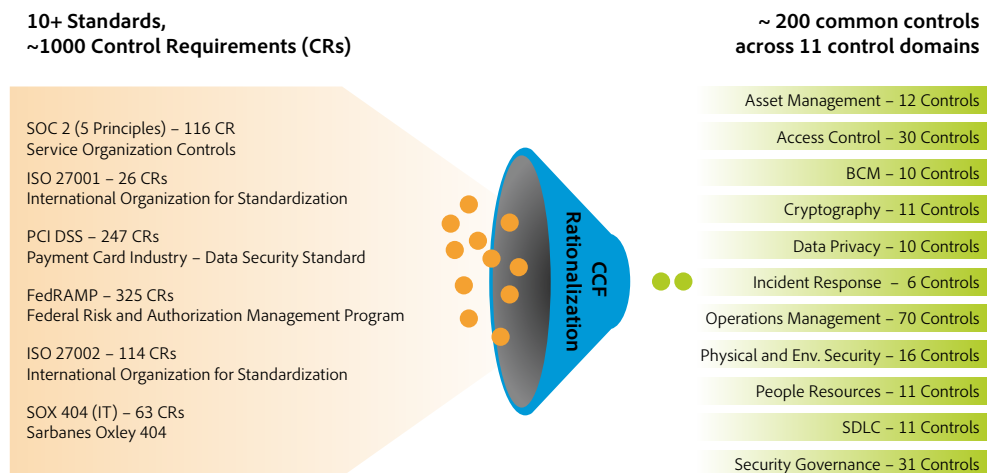 10+ Standards,
~1000 Control Requirements (CRs)
SOC 2 (5 Principles) – 116 CR
Service Organization Controls
ISO 27001 – 26 CRs
International Organization for Standardization
PCI DSS – 247 CRs
Payment Card Industry – Data Security Standard
FedRAMP – 325 CRs
Federal Risk and Authorization Management Program
ISO 27002 – 114 CRs
International Organization for Standardization
SOX 404 (IT) – 63 CRs
Sarbanes Oxley 404
CCF
Rationalization
~ 200 common controls
across 11 control domains
Asset Management – 12 Controls
Access Control – 30 Controls
BCM – 10 Controls
Cryptography – 11 Controls
Data Privacy – 10 Controls
Incident Response – 6 Controls
Operations Management – 70 Controls
Physical and Env. Security – 16 Controls
People Resources – 11 Controls
SDLC – 11 Controls
Security Governance – 31 Controls